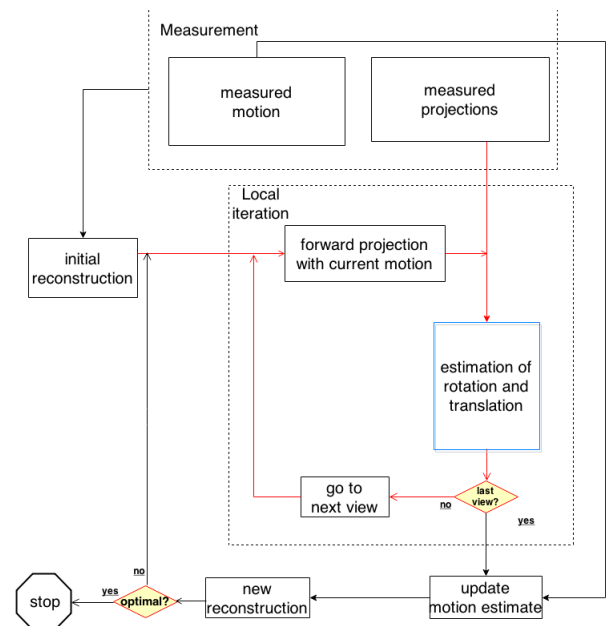 Measurement
measured
motion
measured
projections
Local
iteration
initial
reconstruction
forward projection
with current motion
estimation of
rotation and
translation
go to
next view
last
view?
no
yes
no
yes
optimal?
stop
new
reconstruction
update
motion estimate